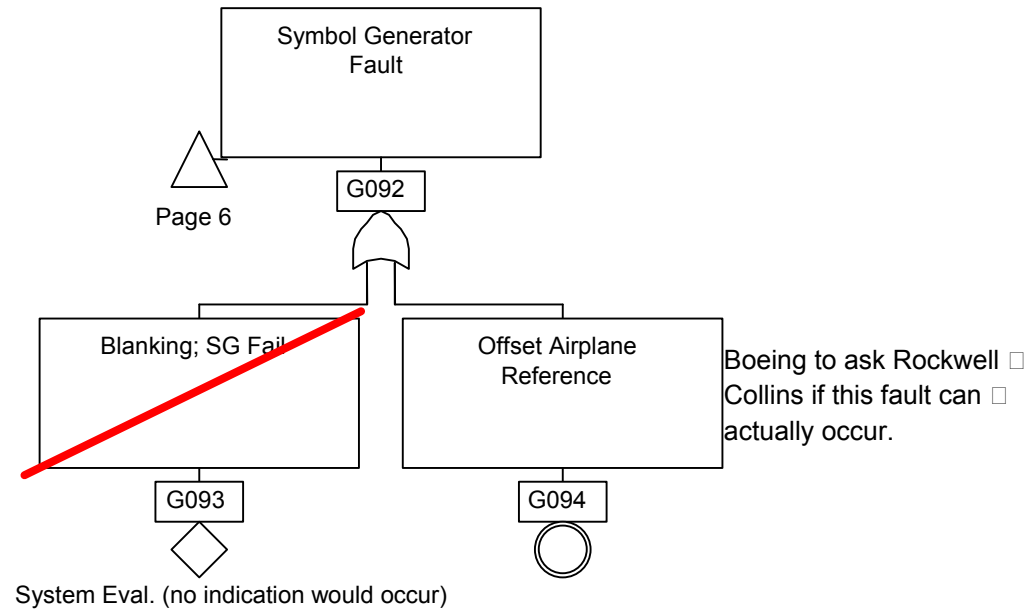 Symbol Generator
Fault
G092
Page 6
Blanking; SG Fail
Offset Airplane
Reference
Boeing to ask Rockwell □
Collins if this fault can □
actually occur.
G093
G094
System Eval. (no indication would occur)